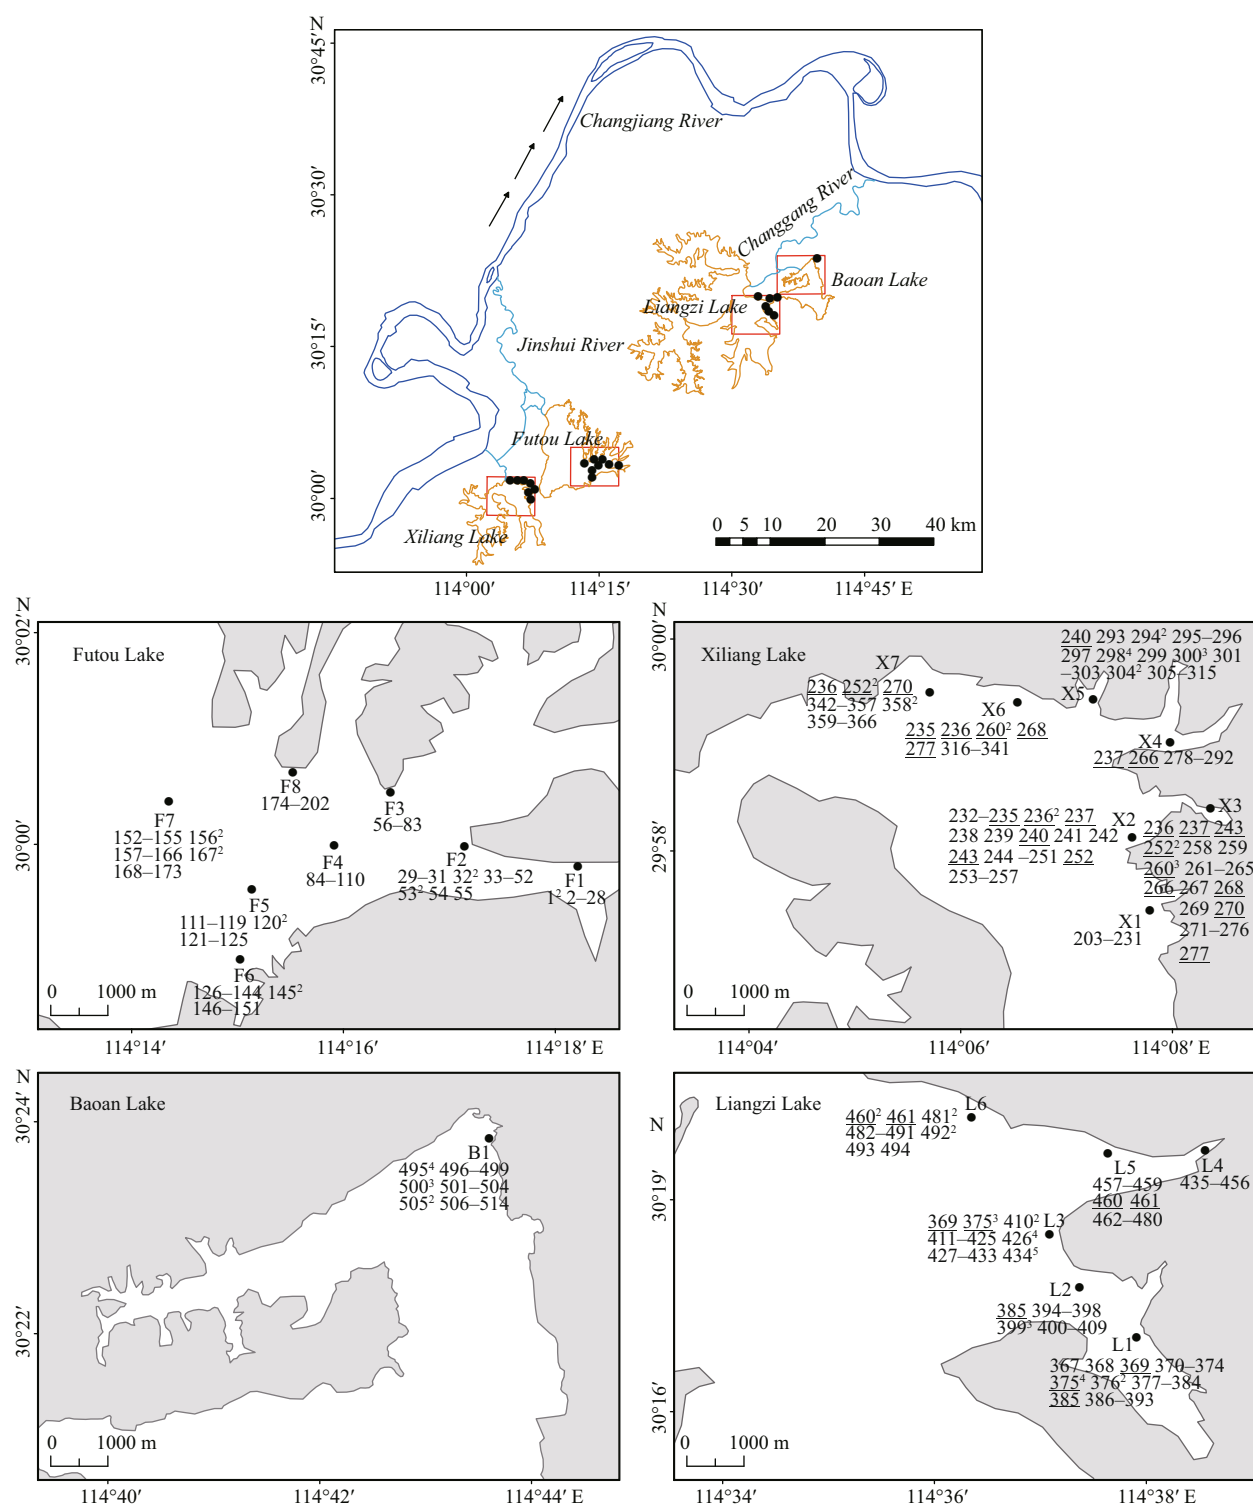 N
30°45′
30°30′
30°15′
30°00′
Changjiang River
Changgang River
Baoan Lake
Liangzi Lake
Jinshui River
Futou Lake
Xiliang Lake
0 5 10 20 30 40 km
114°00′ 114°15′ 114°30′ 114°45′ E
N
30°02′
30°00′
Futou Lake
F8
174–202
F3
56–83
F7
152–155 156²
157–166 167²
168–173
F4
84–110
F2
29–31 32² 33–52
53² 54 55
F1
1² 2–28
F5
111–119 120²
121–125
F6
126–144 145²
146–151
0 1000 m
114°14′ 114°16′ 114°18′ E
N
30°00′
29°58′
Xiliang Lake
240 293 294² 295–296
297 298⁴ 299 300³ 301
–303 304² 305–315
X7
236 252² 270
342–357 358²
359–366
X5
X6
235 236 260² 268
277 316–341
X4
237 266 278–292
X3
232–235 236² 237
238 239 240 241 242
243 244 –251 252
253–257
X2
236 237 243
252² 258 259
260³ 261–265
266 267 268
269 270
271–276
277
X1
203–231
0 1000 m
114°04′ 114°06′ 114°08′ E
N
30°24′
30°22′
Baoan Lake
B1
495⁴ 496–499
500³ 501–504
505² 506–514
0 1000 m
114°40′ 114°42′ 114°44′ E
N
30°19′
30°16′
Liangzi Lake
L6
460² 461 481²
482–491 492²
493 494
L5
457–459
460 461
462–480
L4
435–456
369 375³ 410² L3
411–425 426⁴
427–433 434⁵
L2
385 394–398
399³ 400–409
L1
367 368 369 370–374
375⁴ 376² 377–384
385 386–393
0 1000 m
114°34′ 114°36′ 114°38′ E